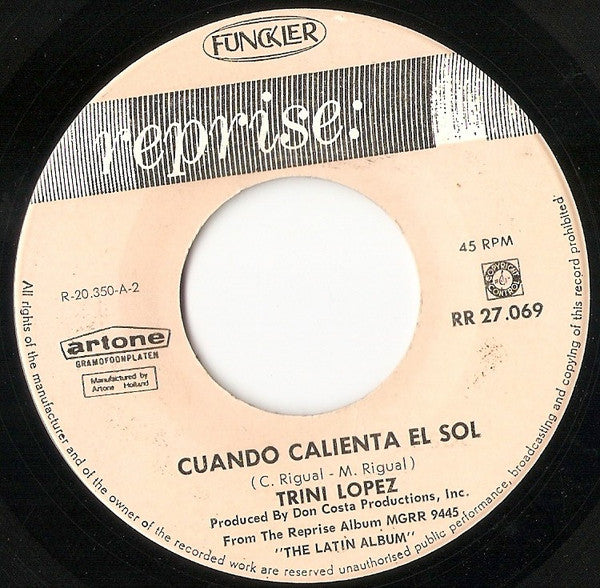 FUNCKLER
reprise:
45 RPM
R-20.350-A-2
COPYRIGHT CONTROL
RR 27.069
artone
GRAMOFOONPLATEN
Manufactured by
Artone Holland
CUANDO CALIENTA EL SOL
(C. Rigual - M. Rigual)
TRINI LOPEZ
Produced By Don Costa Productions, Inc.
From The Reprise Album MGRR 9445
"THE LATIN ALBUM"
All rights of the manufacturer and of the owner of the recorded work are reserved unauthorised public performance, broadcasting and copying of this record prohibited.